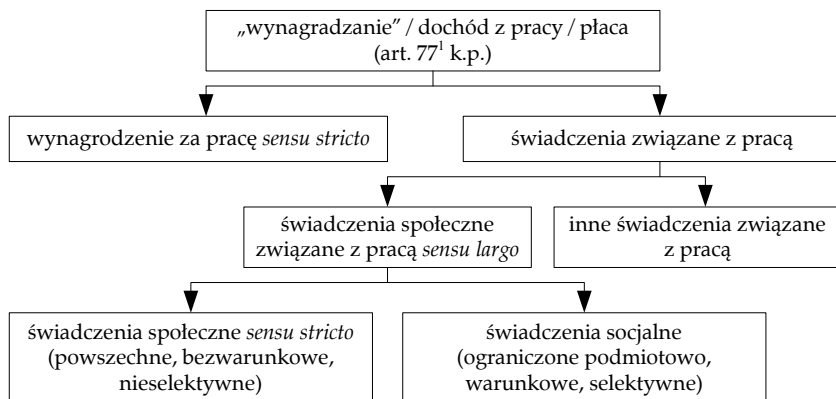 „wynagradzanie” / dochód z pracy / płaca
(art. 77¹ k.p.)
wynagrodzenie za pracę sensu stricto
świadczenia związane z pracą
świadczenia społeczne
związane z pracą sensu largo
inne świadczenia związane
z pracą
świadczenia społeczne sensu stricto
(powszechne, bezwarunkowe,
nieselektywne)
świadczenia socjalne
(ograniczone podmiotowo,
warunkowe, selektywne)